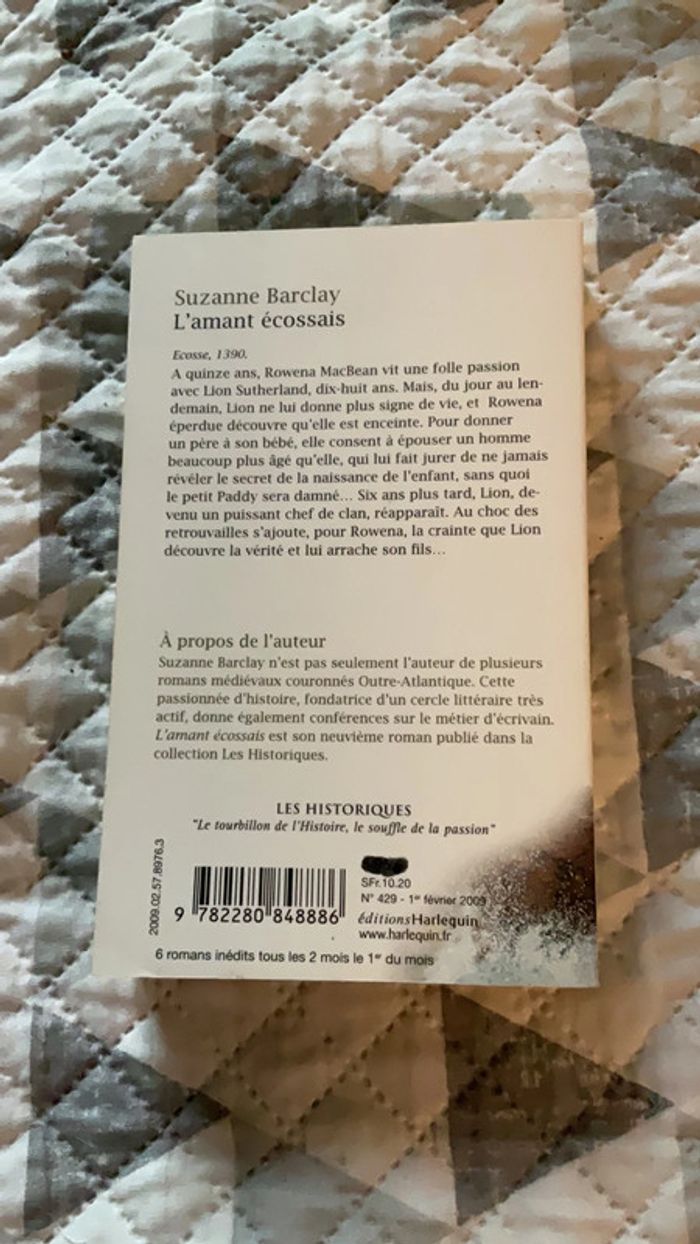 Suzanne Barclay
L'amant écossais
Ecosse, 1390.
A quinze ans, Rowena MacBean vit une folle passion
avec Lion Sutherland, dix-huit ans. Mais, du jour au len-
demain, Lion ne lui donne plus signe de vie, et Rowena
éperdue découvre qu'elle est enceinte. Pour donner
un père à son bébé, elle consent à épouser un homme
beaucoup plus âgé qu'elle, qui lui fait jurer de ne jamais
révéler le secret de la naissance de l'enfant, sans quoi
le petit Paddy sera damné... Six ans plus tard, Lion, de-
venu un puissant chef de clan, réapparaît. Au choc des
retrouvailles s'ajoute, pour Rowena, la crainte que Lion
découvre la vérité et lui arrache son fils...
À propos de l'auteur
Suzanne Barclay n'est pas seulement l'auteur de plusieurs
romans médiévaux couronnés Outre-Atlantique. Cette
passionnée d'histoire, fondatrice d'un cercle littéraire très
actif, donne également conférences sur le métier d'écrivain.
L'amant écossais est son neuvième roman publié dans la
collection Les Historiques.
LES HISTORIQUES
"Le tourbillon de l'Histoire, le souffle de la passion"
2009.02.57.8976.3
9 782280 848886
SFr.10.20
N° 429 - 1er février 2009
éditionsHarlequin
www.harlequin.fr
6 romans inédits tous les 2 mois le 1er du mois